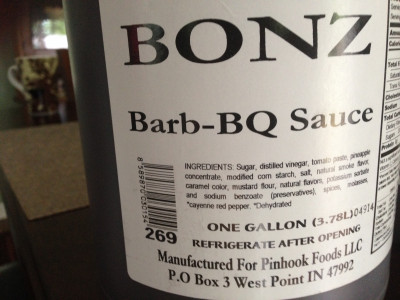 BONZ
Barb-BQ Sauce
INGREDIENTS: Sugar, distilled vinegar, tomato paste, pineapple
concentrate, modified corn starch, salt, natural smoke flavor,
caramel color, mustard flour, natural flavors, potassium sorbate
and sodium benzoate (preservatives), spices, molasses,
*cayenne red pepper. *Dehydrated
269
ONE GALLON (3.78L)
04914
REFRIGERATE AFTER OPENING
Manufactured For Pinhook Foods LLC
P.O Box 3 West Point IN 47992